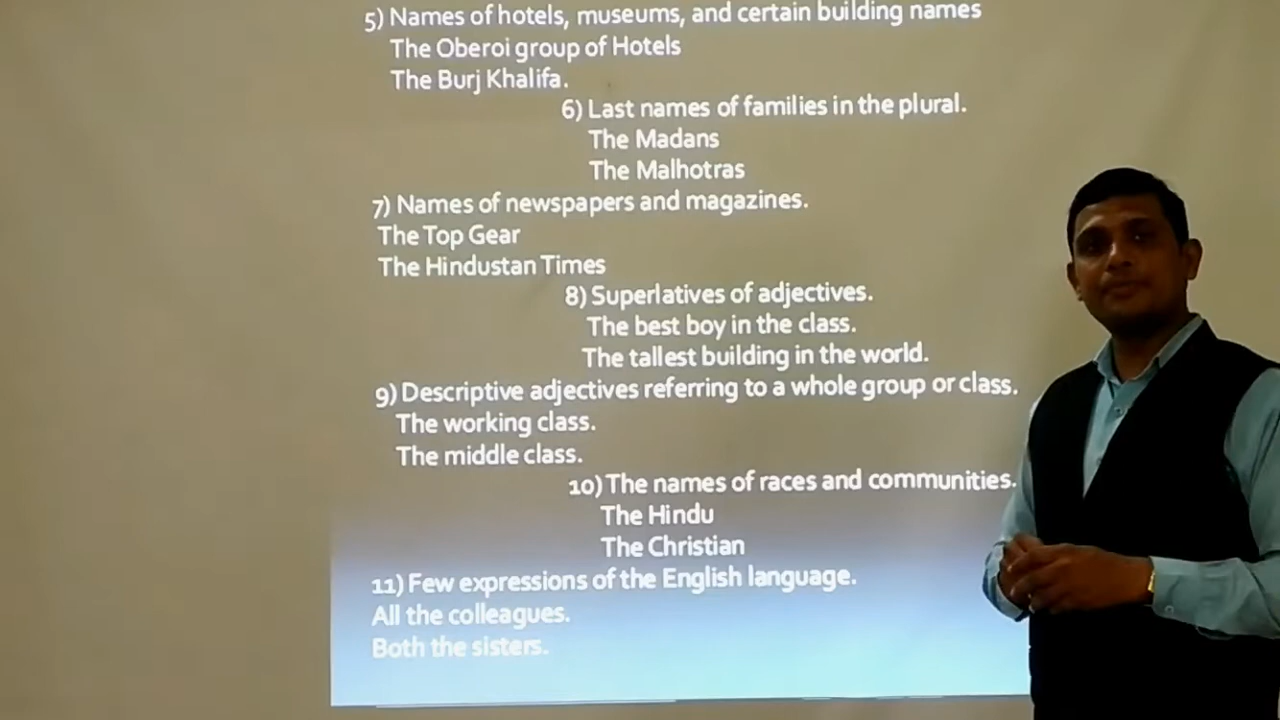 5) Names of hotels, museums, and certain building names
The Oberoi group of Hotels
The Burj Khalifa.
6) Last names of families in the plural.
The Madans
The Malhotras
7) Names of newspapers and magazines.
The Top Gear
The Hindustan Times
8) Superlatives of adjectives.
The best boy in the class.
The tallest building in the world.
9) Descriptive adjectives referring to a whole group or class.
The working class.
The middle class.
10) The names of races and communities.
The Hindu
The Christian
11) Few expressions of the English language.
All the colleagues.
Both the sisters.